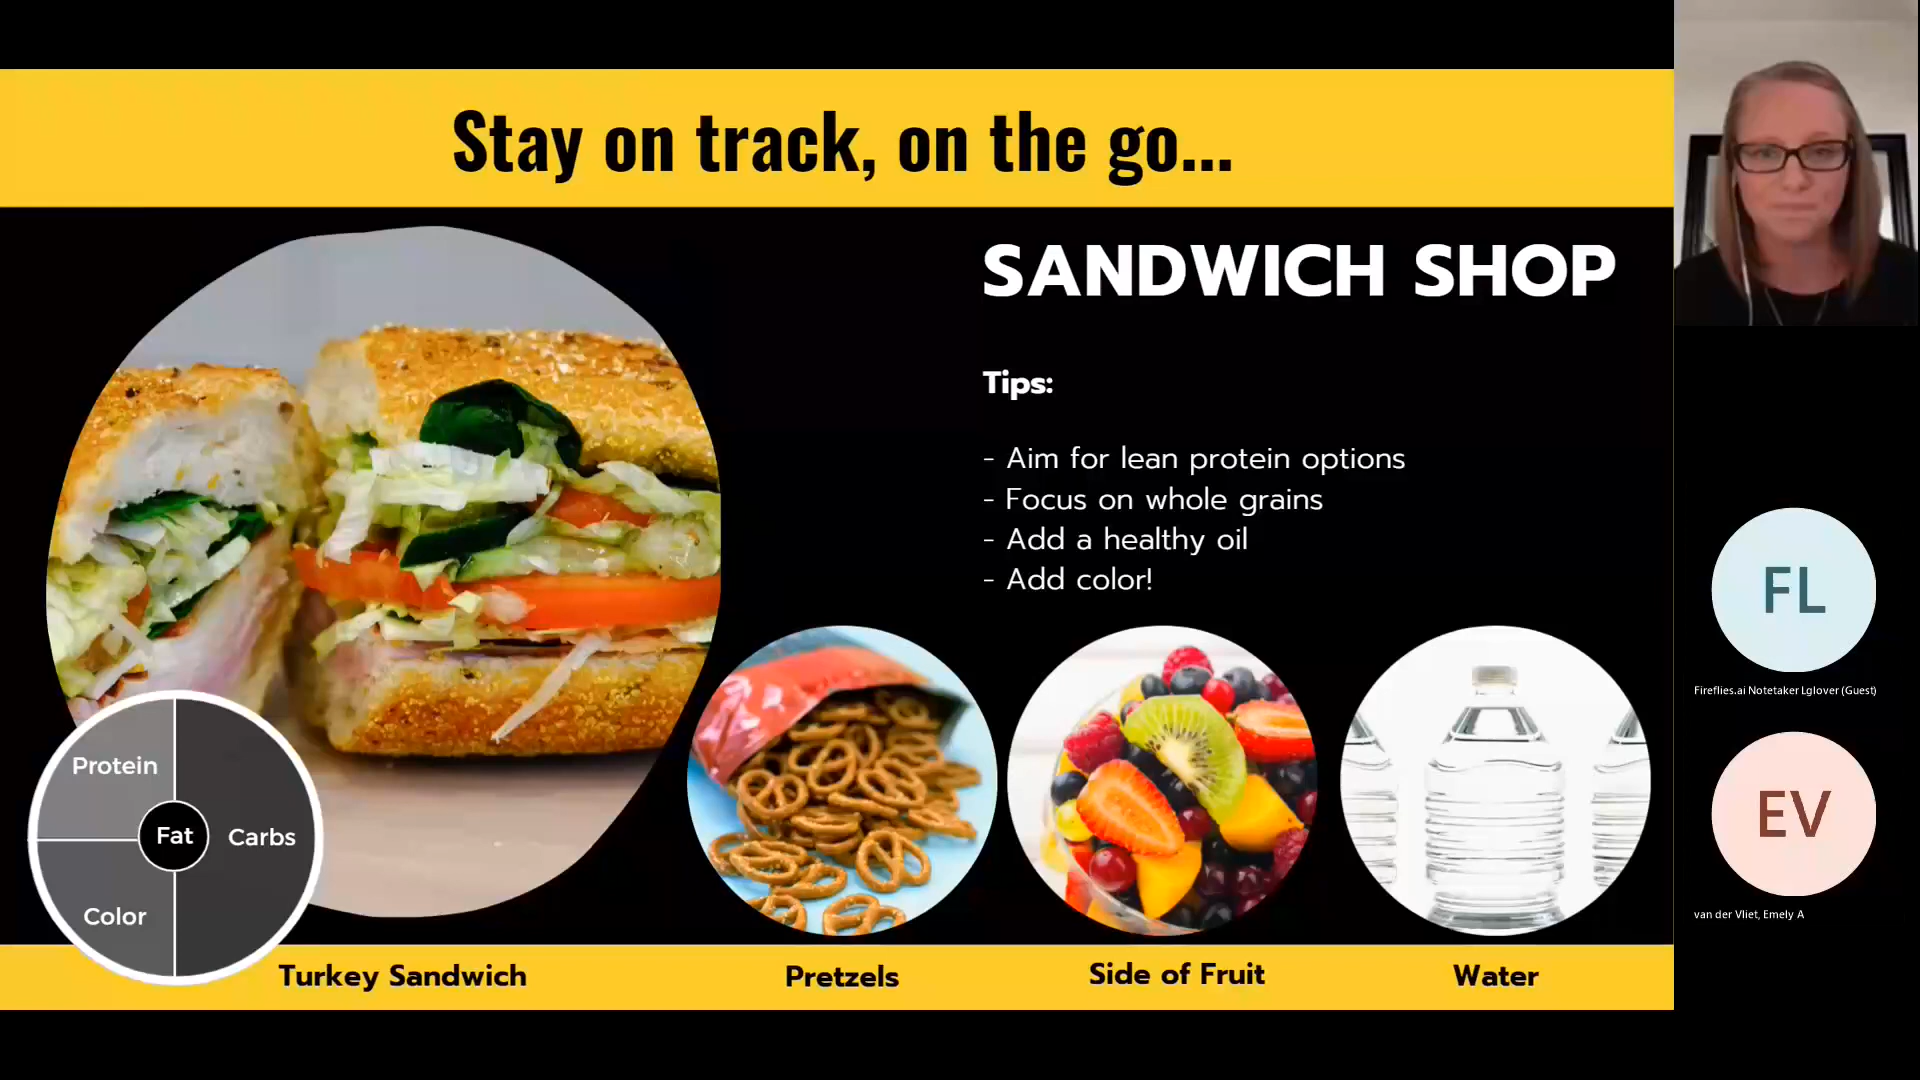 Stay on track, on the go...
SANDWICH SHOP
Tips:
- Aim for lean protein options
- Focus on whole grains
- Add a healthy oil
- Add color!
Protein
Fat
Carbs
Color
Turkey Sandwich
Pretzels
Side of Fruit
Water
FL
Fireflies.ai Notetaker Lglover (Guest)
EV
van der Vliet, Emely A